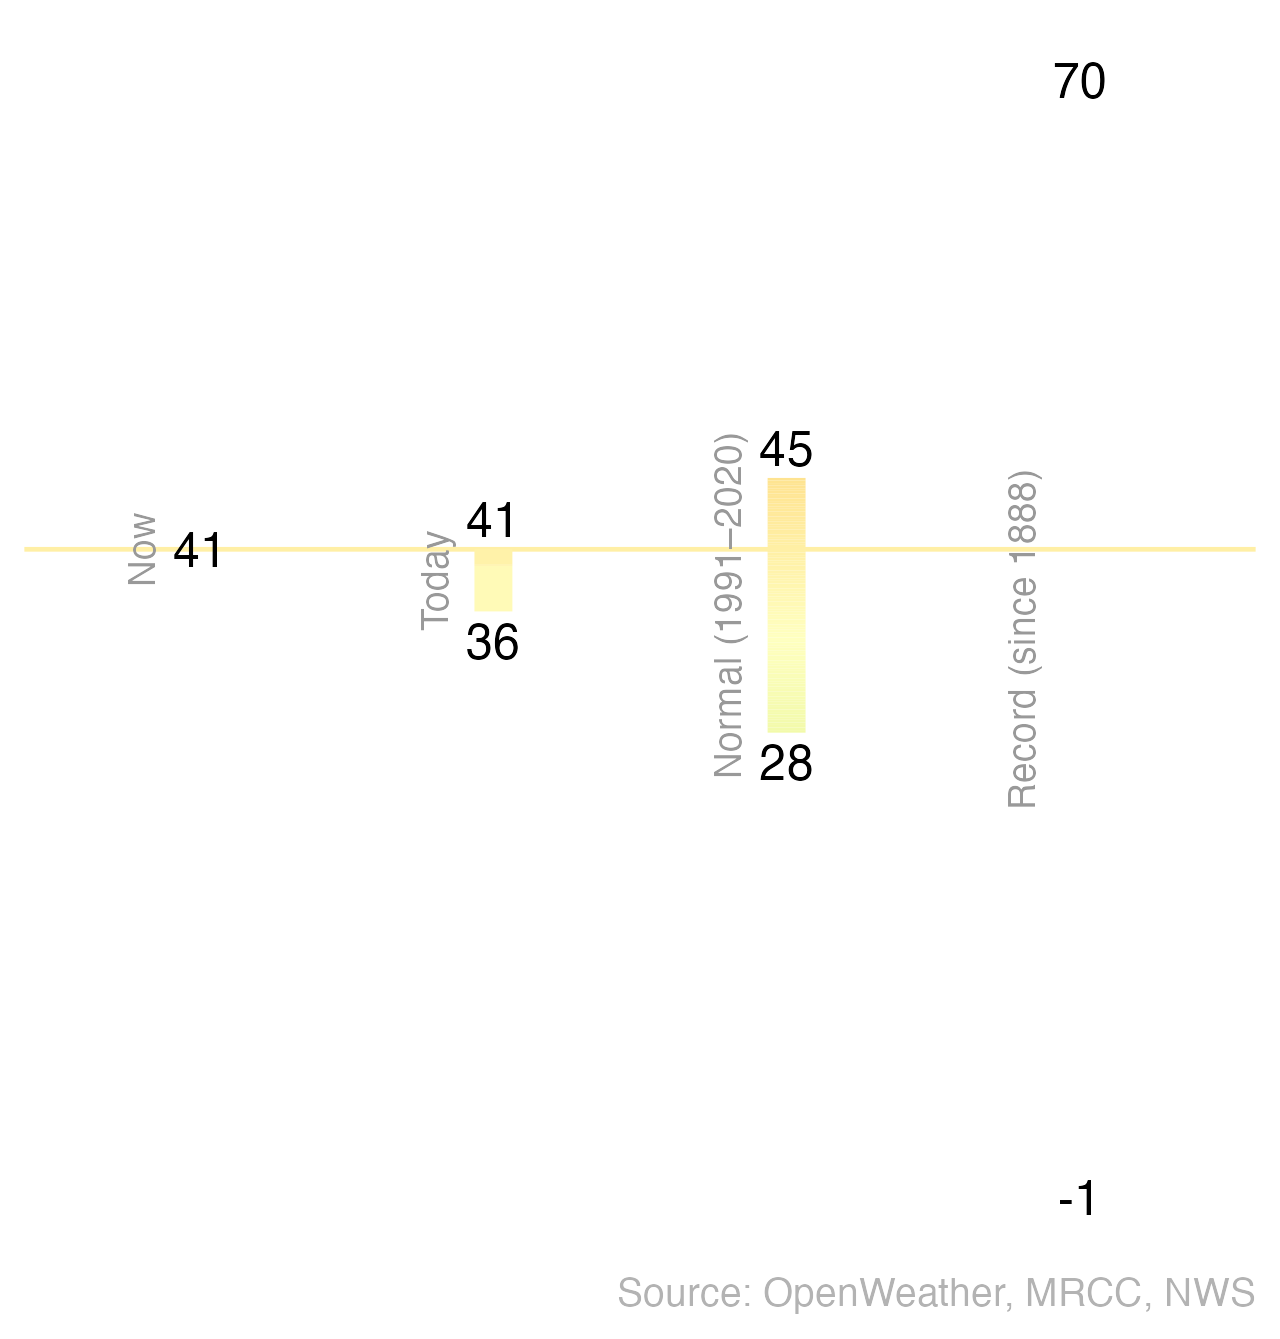 70
Now
41
Today
41
36
Normal (1991–2020)
45
28
Record (since 1888)
-1
Source: OpenWeather, MRCC, NWS